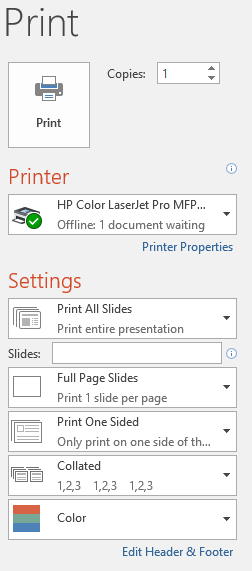 Print
Copies: 1
Print
Printer
HP Color LaserJet Pro MFP...
Offline: 1 document waiting
Printer Properties
Settings
Print All Slides
Print entire presentation
Slides:
Full Page Slides
Print 1 slide per page
Print One Sided
Only print on one side of th...
Collated
1,2,3 1,2,3 1,2,3
Color
Edit Header & Footer